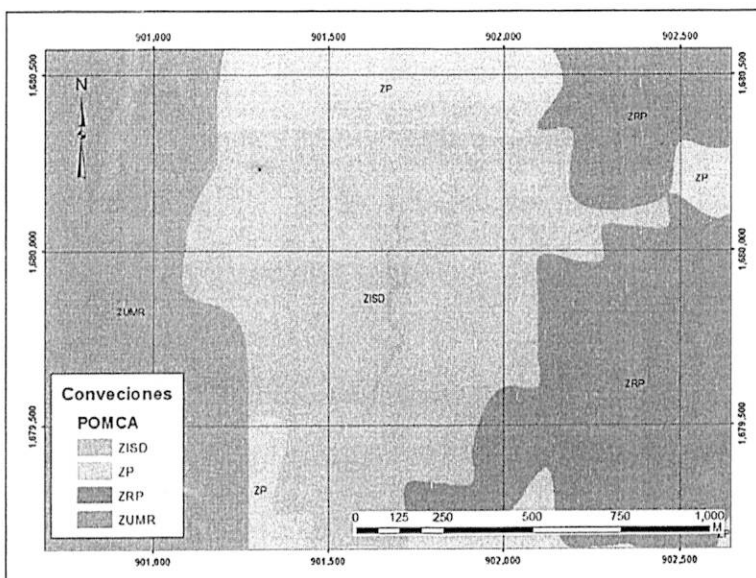 901,000 901,500 902,000 902,500
1,680,500 1,680,500
N
ZP
ZRP
ZP
1,680,000 1,680,000
ZISD
ZUMR
ZRP
Conveciones
POMCA
ZISD
ZP
ZRP
ZUMR
1,679,500 1,679,500
ZP
0 125 250 500 750 1,000
M
ZP
901,000 901,500 902,000 902,500